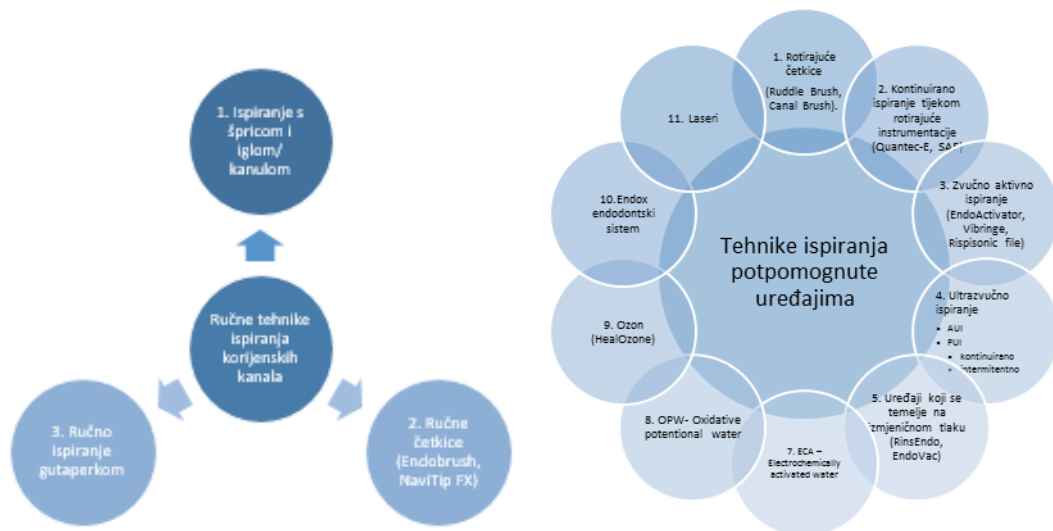 1. Ispiranje s
špricom i
iglom/
kanulom
Ručne tehnike
ispiranja
korijenskih
kanala
3. Ručno
ispiranje
gutaperkom
2. Ručne
četkice
(Endobrush,
NaviTip FX)
Tehnike ispiranja
potpomognute
uređajima
1. Rotirajuće
četkice
(Ruddle Brush,
Canal Brush).
2. Kontinuirano
ispiranje tijekom
rotirajuće
instrumentacije
(Quantec-E, SAF)
3. Zvučno aktivno
ispiranje
(EndoActivator,
Vibringe,
Rispisonic file)
4. Ultrazvučno
ispiranje
• AUI
• PUI
• kontinuirano
• intermitentno
5. Uređaji koji se
temelje na
izmjeničnom tlaku
(RinsEndo,
EndoVac)
7. ECA –
Electrochemically
activated water
8. OPW- Oxidative
potentional water
9. Ozon
(HealOzone)
10.Endox
endodontski
sistem
11. Laseri